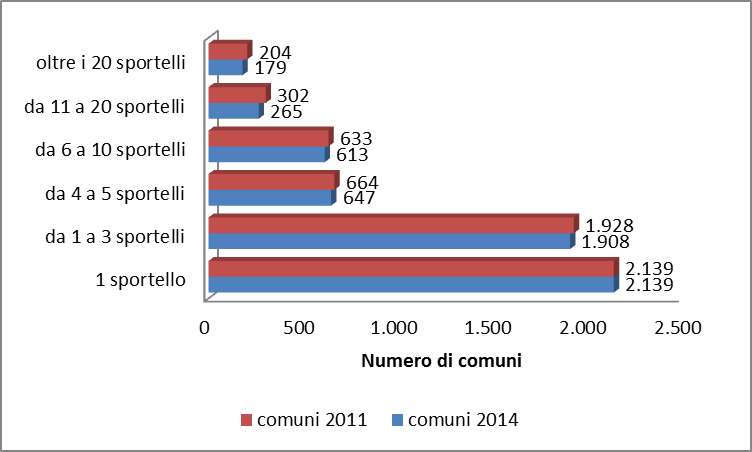 oltre i 20 sportelli
204
179
da 11 a 20 sportelli
302
265
da 6 a 10 sportelli
633
613
da 4 a 5 sportelli
664
647
da 1 a 3 sportelli
1.928
1.908
1 sportello
2.139
2.139
0 500 1.000 1.500 2.000 2.500
Numero di comuni
comuni 2011 comuni 2014